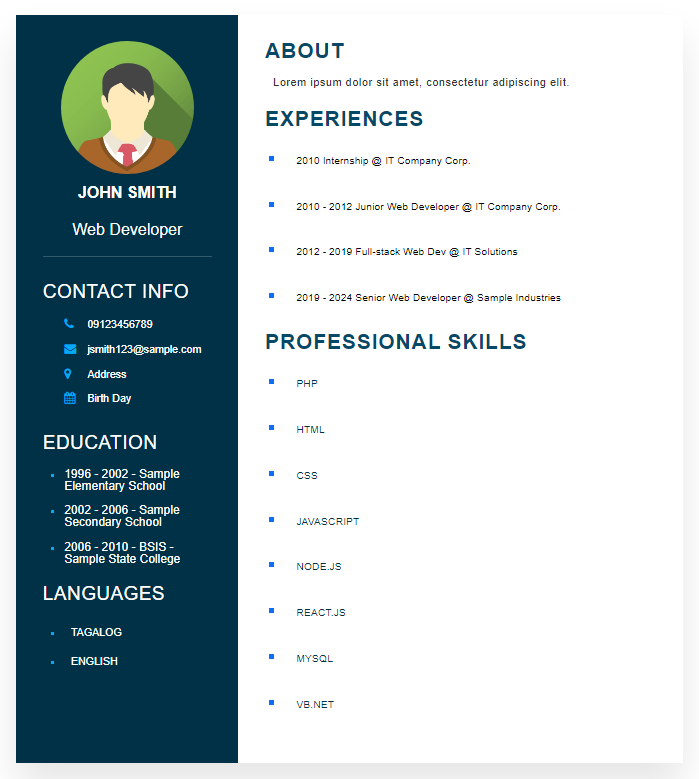 JOHN SMITH
Web Developer
CONTACT INFO
09123456789
jsmith123@sample.com
Address
Birth Day
EDUCATION
1996 - 2002 - Sample
Elementary School
2002 - 2006 - Sample
Secondary School
2006 - 2010 - BSIS -
Sample State College
LANGUAGES
TAGALOG
ENGLISH
ABOUT
Lorem ipsum dolor sit amet, consectetur adipiscing elit.
EXPERIENCES
2010 Internship @ IT Company Corp.
2010 - 2012 Junior Web Developer @ IT Company Corp.
2012 - 2019 Full-stack Web Dev @ IT Solutions
2019 - 2024 Senior Web Developer @ Sample Industries
PROFESSIONAL SKILLS
PHP
HTML
CSS
JAVASCRIPT
NODE.JS
REACT.JS
MYSQL
VB.NET